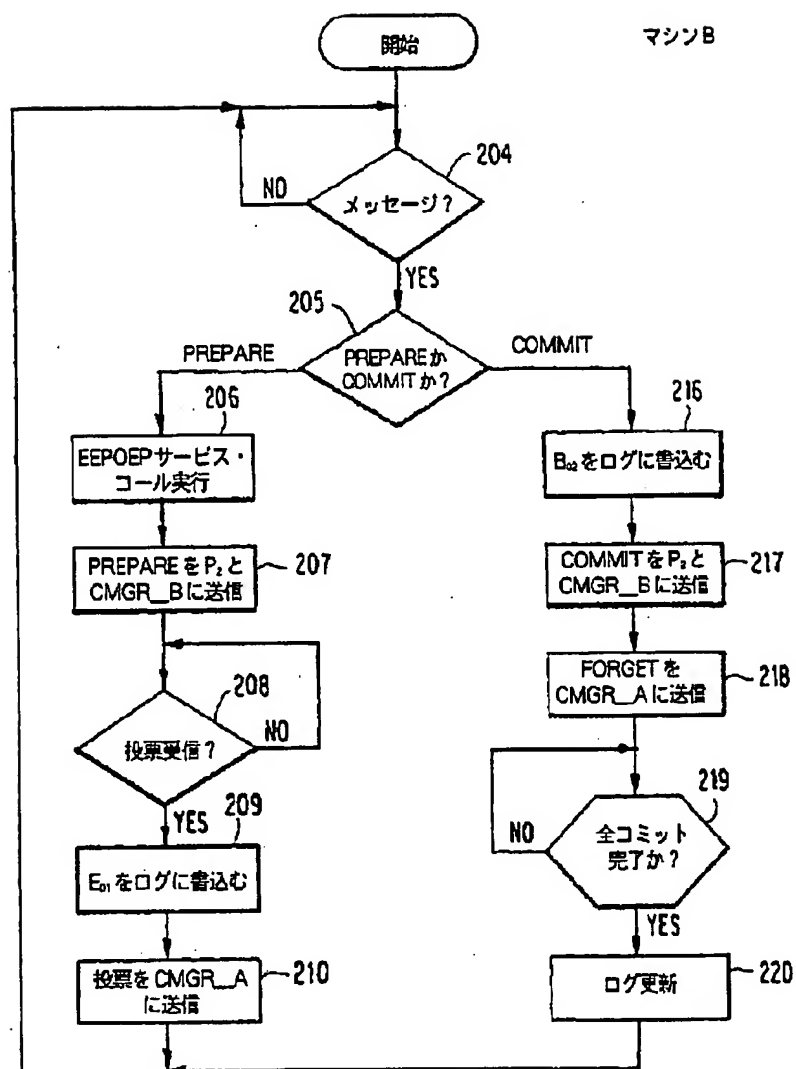 開始
マシンB
204
NO
メッセージ?
YES
205
PREPARE
PREPAREか
COMMITか?
COMMIT
206
EEPOEPサービス・
コール実行
216
B₀₂をログに書込む
PREPAREをP₂と
CMGR__Bに送信
207
COMMITをP₂と
CMGR__Bに送信
217
FORGETを
CMGR__Aに送信
218
208
投票受信?
NO
219
全コミット
完了か?
NO
YES
209
E₀₁をログに書込む
YES
投票をCMGR__A
に送信
210
ログ更新
220